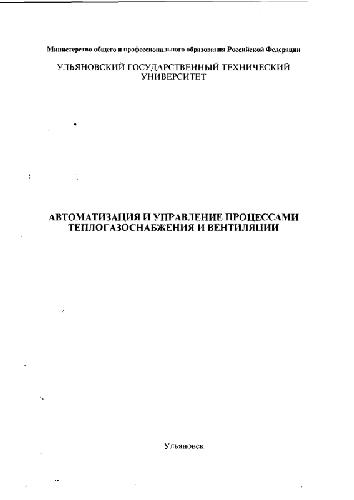 Министерство общего и профессионального образования Российской Федерации
УЛЬЯНОВСКИЙ ГОСУДАРСТВЕННЫЙ ТЕХНИЧЕСКИЙ
УНИВЕРСИТЕТ
АВТОМАТИЗАЦИЯ И УПРАВЛЕНИЕ ПРОЦЕССАМИ
ТЕПЛОГАЗОСНАБЖЕНИЯ И ВЕНТИЛЯЦИИ
Ульяновск